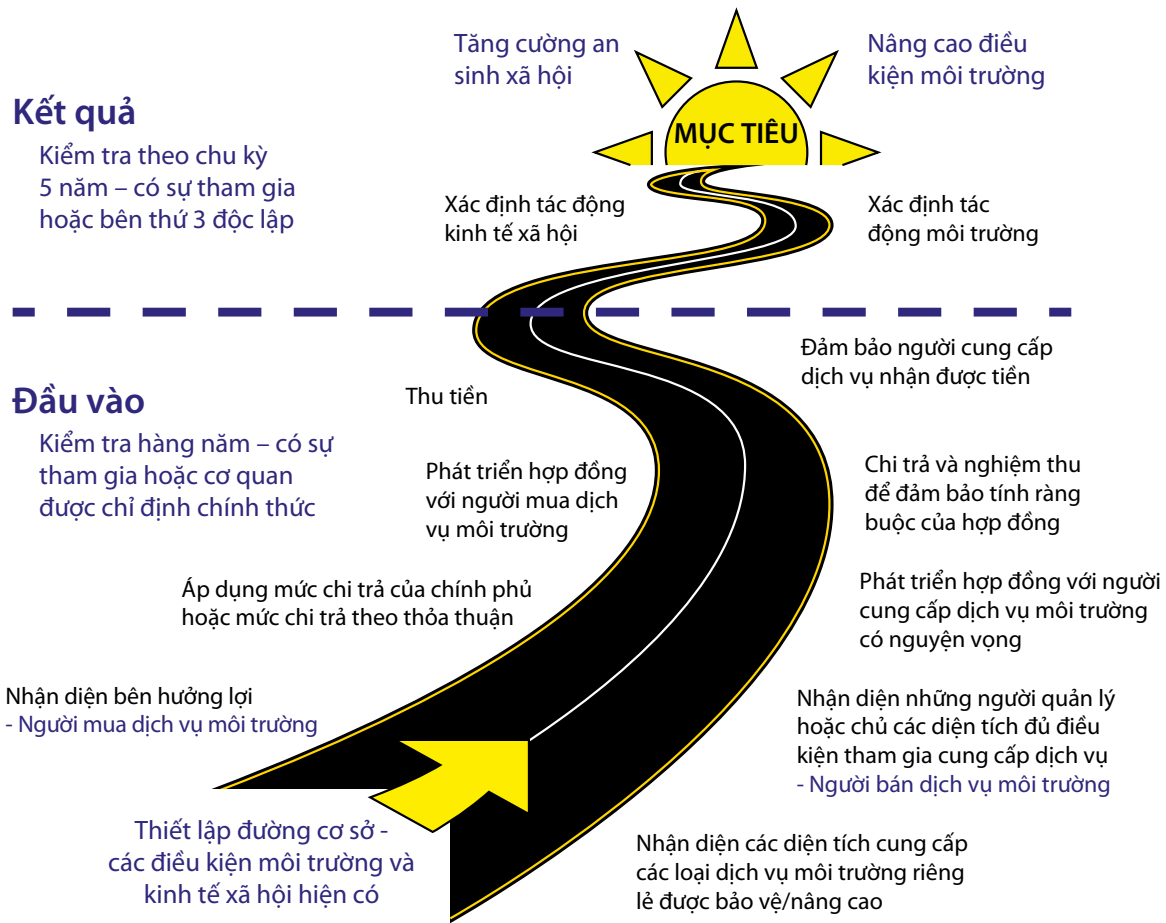 Tăng cường an
sinh xã hội
Nâng cao điều
kiện môi trường
MỤC TIÊU
Kết quả
Kiểm tra theo chu kỳ
5 năm – có sự tham gia
hoặc bên thứ 3 độc lập
Xác định tác động
kinh tế xã hội
Xác định tác
động môi trường
Đảm bảo người cung cấp
dịch vụ nhận được tiền
Đầu vào
Kiểm tra hàng năm – có sự
tham gia hoặc cơ quan
được chỉ định chính thức
Thu tiền
Phát triển hợp đồng
với người mua dịch
vụ môi trường
Chi trả và nghiệm thu
để đảm bảo tính ràng
buộc của hợp đồng
Áp dụng mức chi trả của chính phủ
hoặc mức chi trả theo thỏa thuận
Phát triển hợp đồng với người
cung cấp dịch vụ môi trường
có nguyện vọng
Nhận diện bên hưởng lợi
- Người mua dịch vụ môi trường
Nhận diện những người quản lý
hoặc chủ các diện tích đủ điều
kiện tham gia cung cấp dịch vụ
- Người bán dịch vụ môi trường
Thiết lập đường cơ sở -
các điều kiện môi trường và
kinh tế xã hội hiện có
Nhận diện các diện tích cung cấp
các loại dịch vụ môi trường riêng
lẻ được bảo vệ/nâng cao